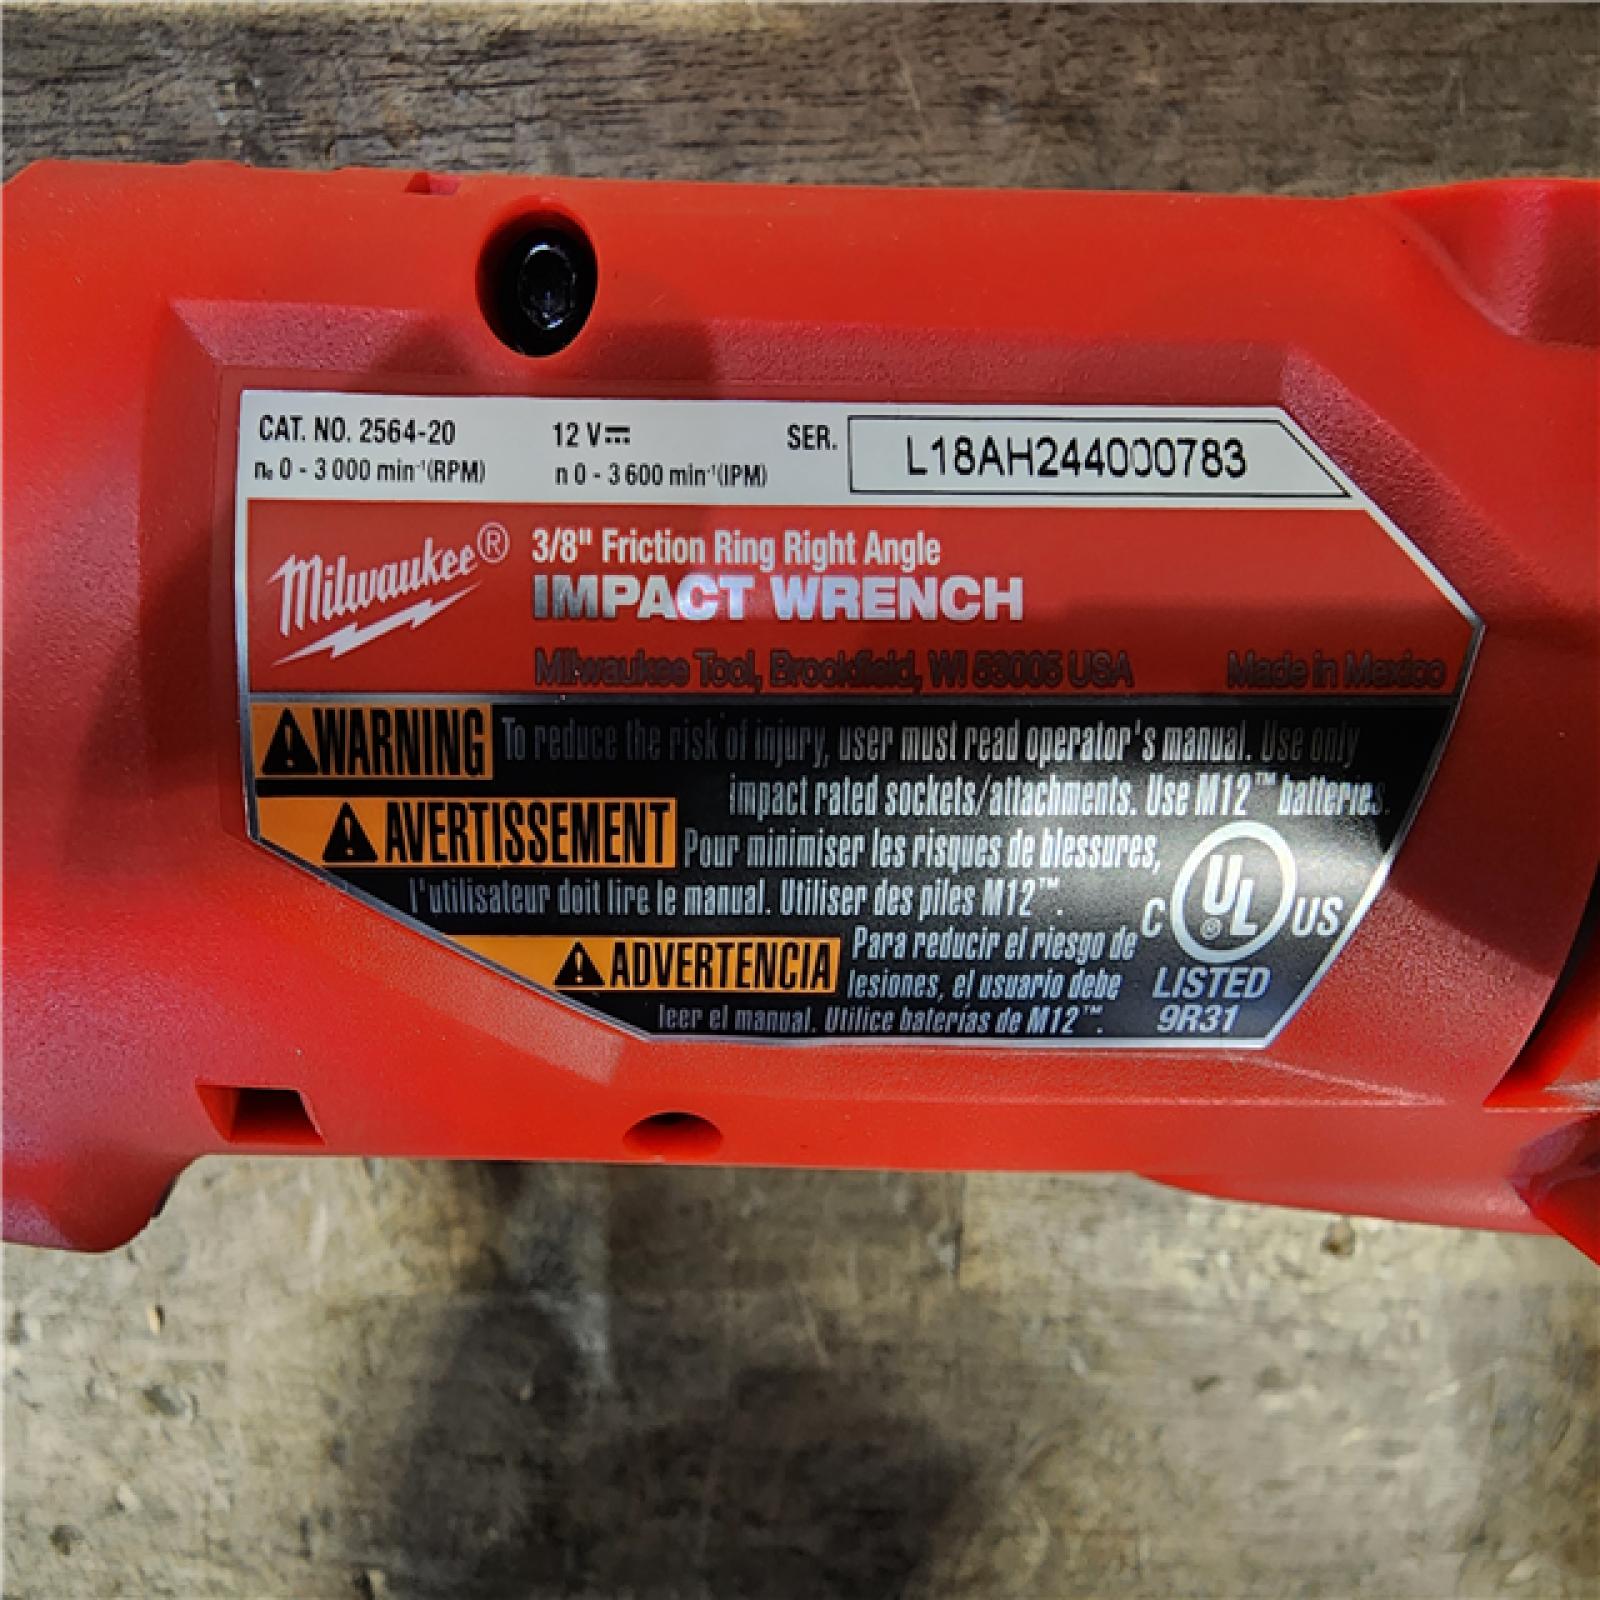 CAT. NO. 2564-20 12 V⎓ SER. L18AH244000783
n₀ 0 - 3 000 min⁻¹(RPM) n 0 - 3 600 min⁻¹(IPM)
Milwaukee® 3/8" Friction Ring Right Angle
IMPACT WRENCH
Milwaukee Tool, Brookfield, WI 53005 USA Made in Mexico
WARNING To reduce the risk of injury, user must read operator's manual. Use only
impact rated sockets/attachments. Use M12™ batteries.
AVERTISSEMENT Pour minimiser les risques de blessures,
l'utilisateur doit lire le manual. Utiliser des piles M12™.
ADVERTENCIA Para reducir el riesgo de
lesiones, el usuario debe
leer el manual. Utilice baterías de M12™.
C UL® US
LISTED
9R31